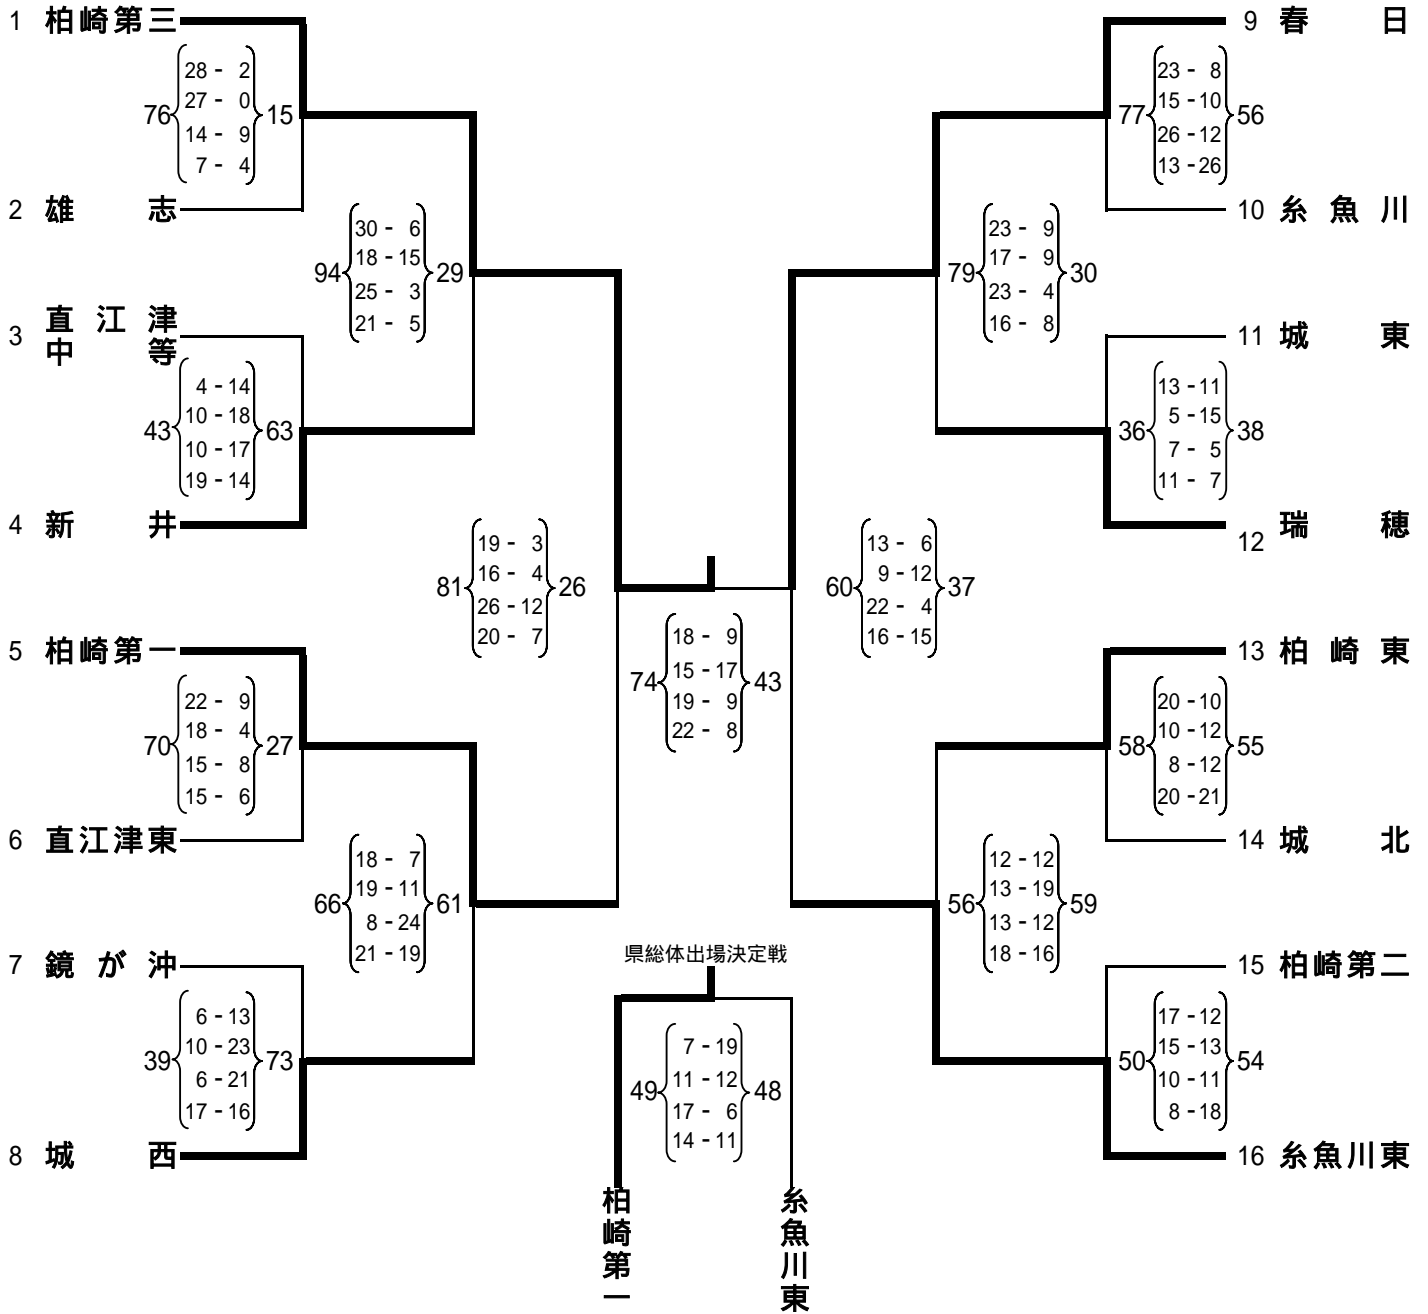 1 柏崎第三
76 15
28 - 2
27 - 0
14 - 9
7 - 4
2 雄志
94 29
30 - 6
18 - 15
25 - 3
21 - 5
3 直江津
中等
43 63
4 - 14
10 - 18
10 - 17
19 - 14
4 新井
81 26
19 - 3
16 - 4
26 - 12
20 - 7
5 柏崎第一
70 27
22 - 9
18 - 4
15 - 8
15 - 6
6 直江津東
66 61
18 - 7
19 - 11
8 - 24
21 - 19
7 鏡が沖
39 73
6 - 13
10 - 23
6 - 21
17 - 16
8 城西
74 43
18 - 9
15 - 17
19 - 9
22 - 8
9 春日
77 56
23 - 8
15 - 10
26 - 12
13 - 26
10 糸魚川
79 30
23 - 9
17 - 9
23 - 4
16 - 8
11 城東
36 38
13 - 11
5 - 15
7 - 5
11 - 7
12 瑞穂
60 37
13 - 6
9 - 12
22 - 4
16 - 15
13 柏崎東
58 55
20 - 10
10 - 12
8 - 12
20 - 21
14 城北
56 59
12 - 12
13 - 19
13 - 12
18 - 16
15 柏崎第二
50 54
17 - 12
15 - 13
10 - 11
8 - 18
16 糸魚川東
県総体出場決定戦
49 48
7 - 19
11 - 12
17 - 6
14 - 11
柏崎第一
糸魚川東